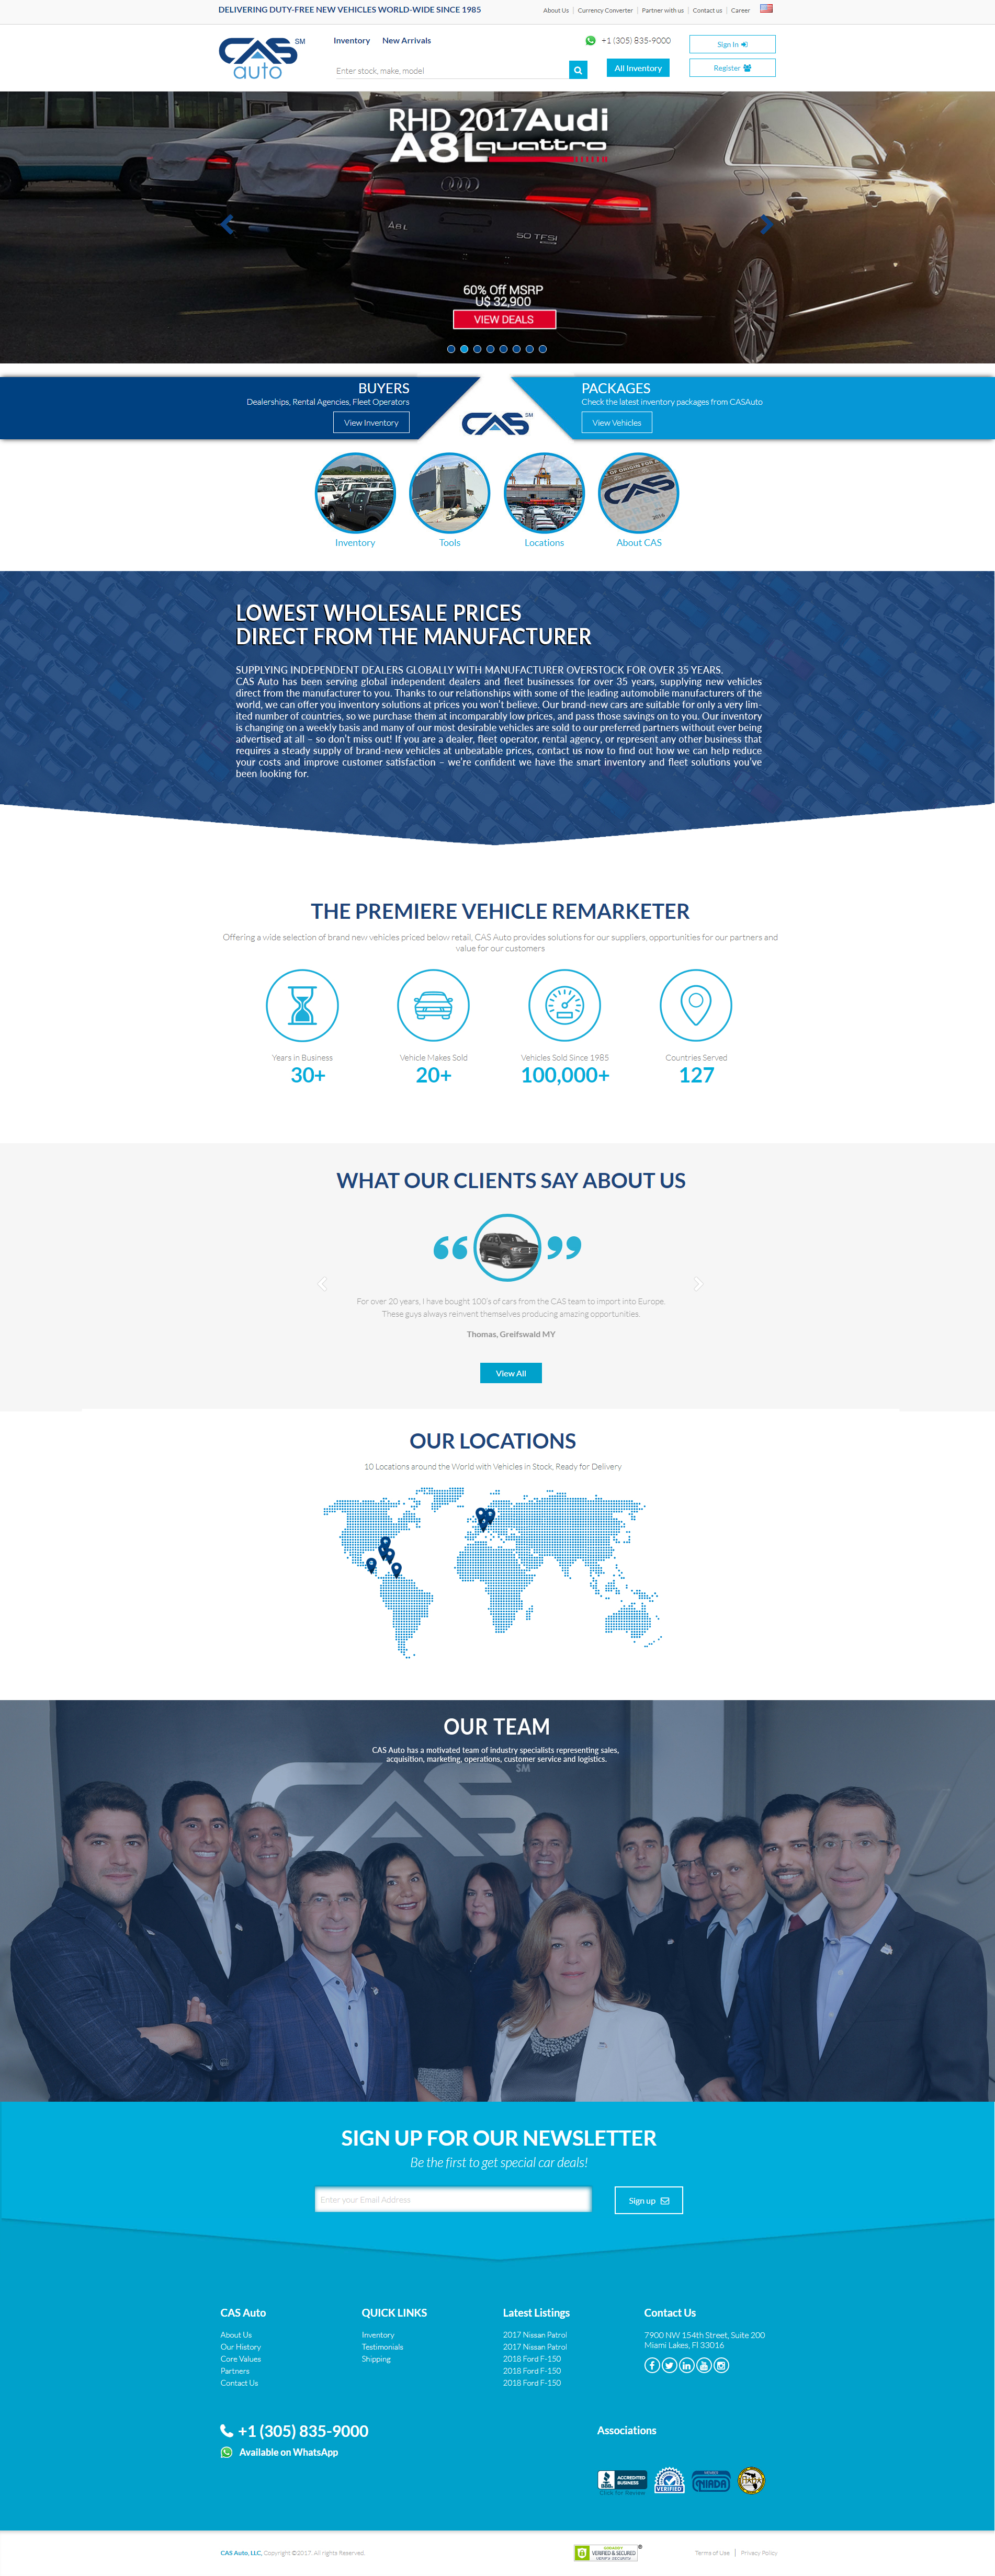 DELIVERING DUTY-FREE NEW VEHICLES WORLD-WIDE SINCE 1985
About Us
Currency Converter
Partner with us
Contact us
Career
CAS SM
auto
Inventory
New Arrivals
+1 (305) 835-9000
Sign In
Enter stock, make, model
All Inventory
Register
RHD 2017 Audi
A8L quattro
A8L
50 TFSI
60% Off MSRP
U$ 32,900
VIEW DEALS
BUYERS
Dealerships, Rental Agencies, Fleet Operators
View Inventory
CAS SM
PACKAGES
Check the latest inventory packages from CASAuto
View Vehicles
OF ORIGIN FOR
CAS
2016
Inventory
Tools
Locations
About CAS
LOWEST WHOLESALE PRICES
DIRECT FROM THE MANUFACTURER
SUPPLYING INDEPENDENT DEALERS GLOBALLY WITH MANUFACTURER OVERSTOCK FOR OVER 35 YEARS.
CAS Auto has been serving global independent dealers and fleet businesses for over 35 years, supplying new vehicles
direct from the manufacturer to you. Thanks to our relationships with some of the leading automobile manufacturers of the
world, we can offer you inventory solutions at prices you won't believe. Our brand-new cars are suitable for only a very lim-
ited number of countries, so we purchase them at incomparably low prices, and pass those savings on to you. Our inventory
is changing on a weekly basis and many of our most desirable vehicles are sold to our preferred partners without ever being
advertised at all – so don't miss out! If you are a dealer, fleet operator, rental agency, or represent any other business that
requires a steady supply of brand-new vehicles at unbeatable prices, contact us now to find out how we can help reduce
your costs and improve customer satisfaction – we're confident we have the smart inventory and fleet solutions you've
been looking for.
THE PREMIERE VEHICLE REMARKETER
Offering a wide selection of brand new vehicles priced below retail, CAS Auto provides solutions for our suppliers, opportunities for our partners and
value for our customers
Years in Business
30+
Vehicle Makes Sold
20+
Vehicles Sold Since 1985
100,000+
Countries Served
127
WHAT OUR CLIENTS SAY ABOUT US
For over 20 years, I have bought 100's of cars from the CAS team to import into Europe.
These guys always reinvent themselves producing amazing opportunities.
Thomas, Greifswald MY
View All
OUR LOCATIONS
10 Locations around the World with Vehicles in Stock, Ready for Delivery
OUR TEAM
CAS Auto has a motivated team of industry specialists representing sales,
acquisition, marketing, operations, customer service and logistics.
CAS SM
SIGN UP FOR OUR NEWSLETTER
Be the first to get special car deals!
Enter your Email Address
Sign up
CAS Auto
About Us
Our History
Core Values
Partners
Contact Us
QUICK LINKS
Inventory
Testimonials
Shipping
Latest Listings
2017 Nissan Patrol
2017 Nissan Patrol
2018 Ford F-150
2018 Ford F-150
2018 Ford F-150
Contact Us
7900 NW 154th Street, Suite 200
Miami Lakes, Fl 33016
+1 (305) 835-9000
Available on WhatsApp
Associations
BBB
ACCREDITED
BUSINESS
Click for Review
VERIFIED
MEMBER
NIADA
CAS Auto, LLC, Copyright ©2017. All rights Reserved.
VERIFIED & SECURED
VERIFY SECURITY
Terms of Use
Privacy Policy